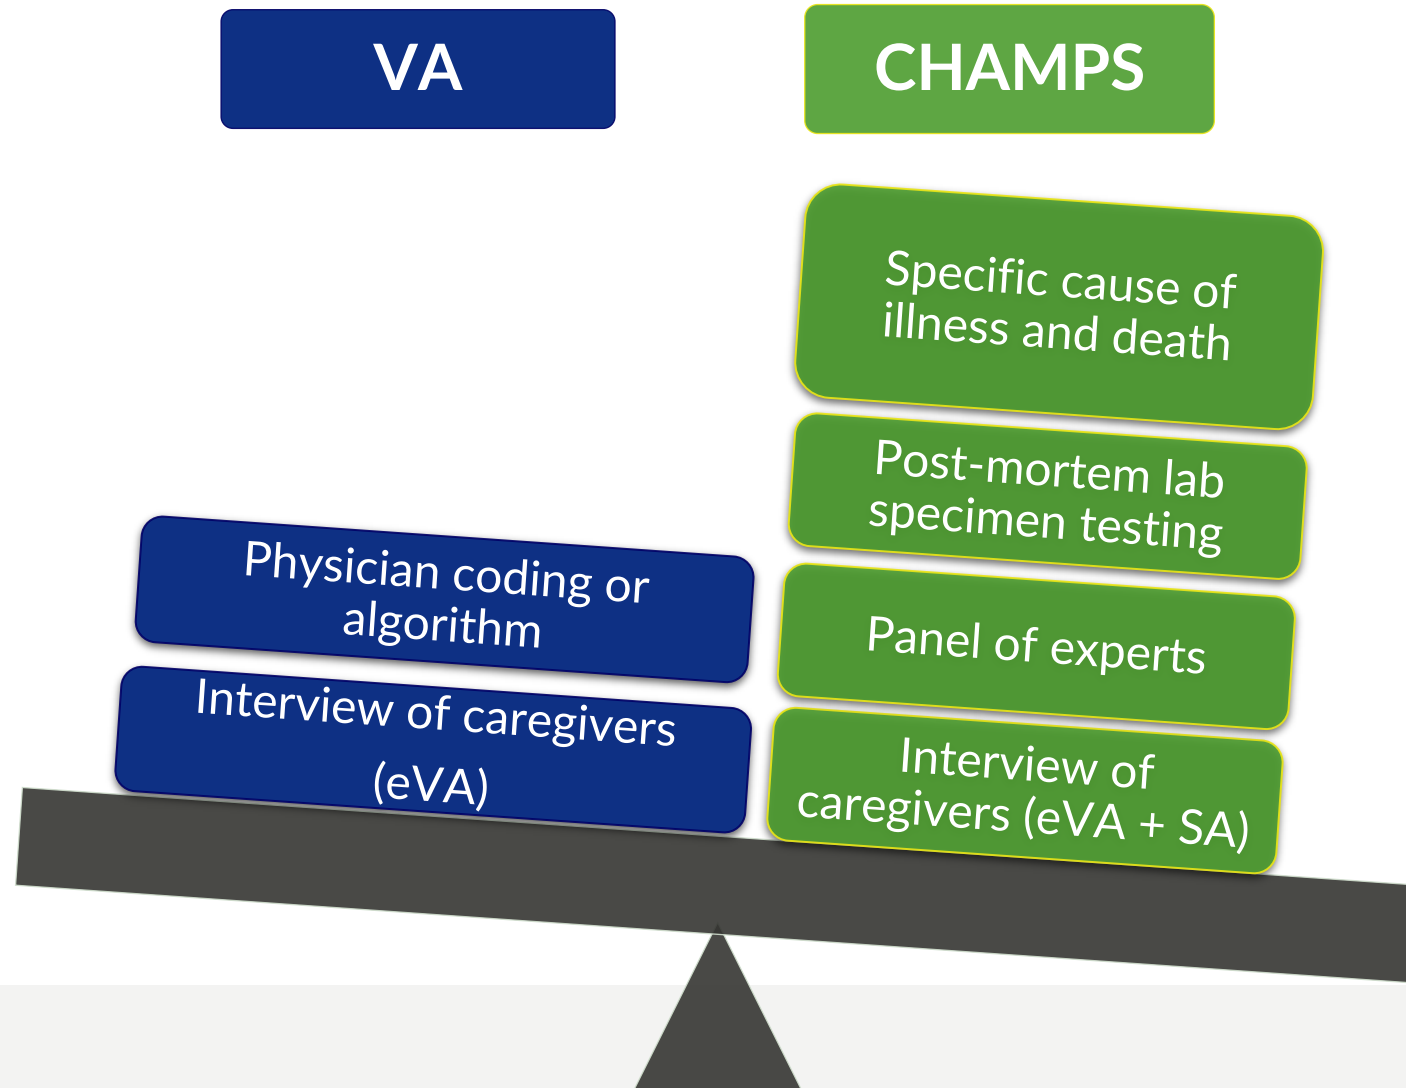 VA
CHAMPS
Physician coding or
algorithm
Interview of caregivers
(eVA)
Specific cause of
illness and death
Post-mortem lab
specimen testing
Panel of experts
Interview of
caregivers (eVA + SA)